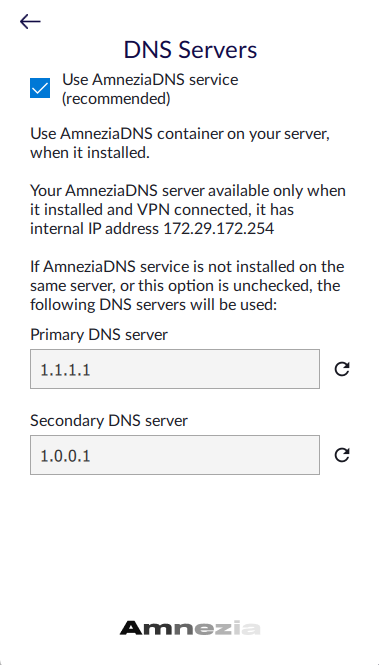 DNS Servers
Use AmneziaDNS service
(recommended)
Use AmneziaDNS container on your server,
when it installed.
Your AmneziaDNS server available only when
it installed and VPN connected, it has
internal IP address 172.29.172.254
If AmneziaDNS service is not installed on the
same server, or this option is unchecked, the
following DNS servers will be used:
Primary DNS server
1.1.1.1
Secondary DNS server
1.0.0.1
Amnezia